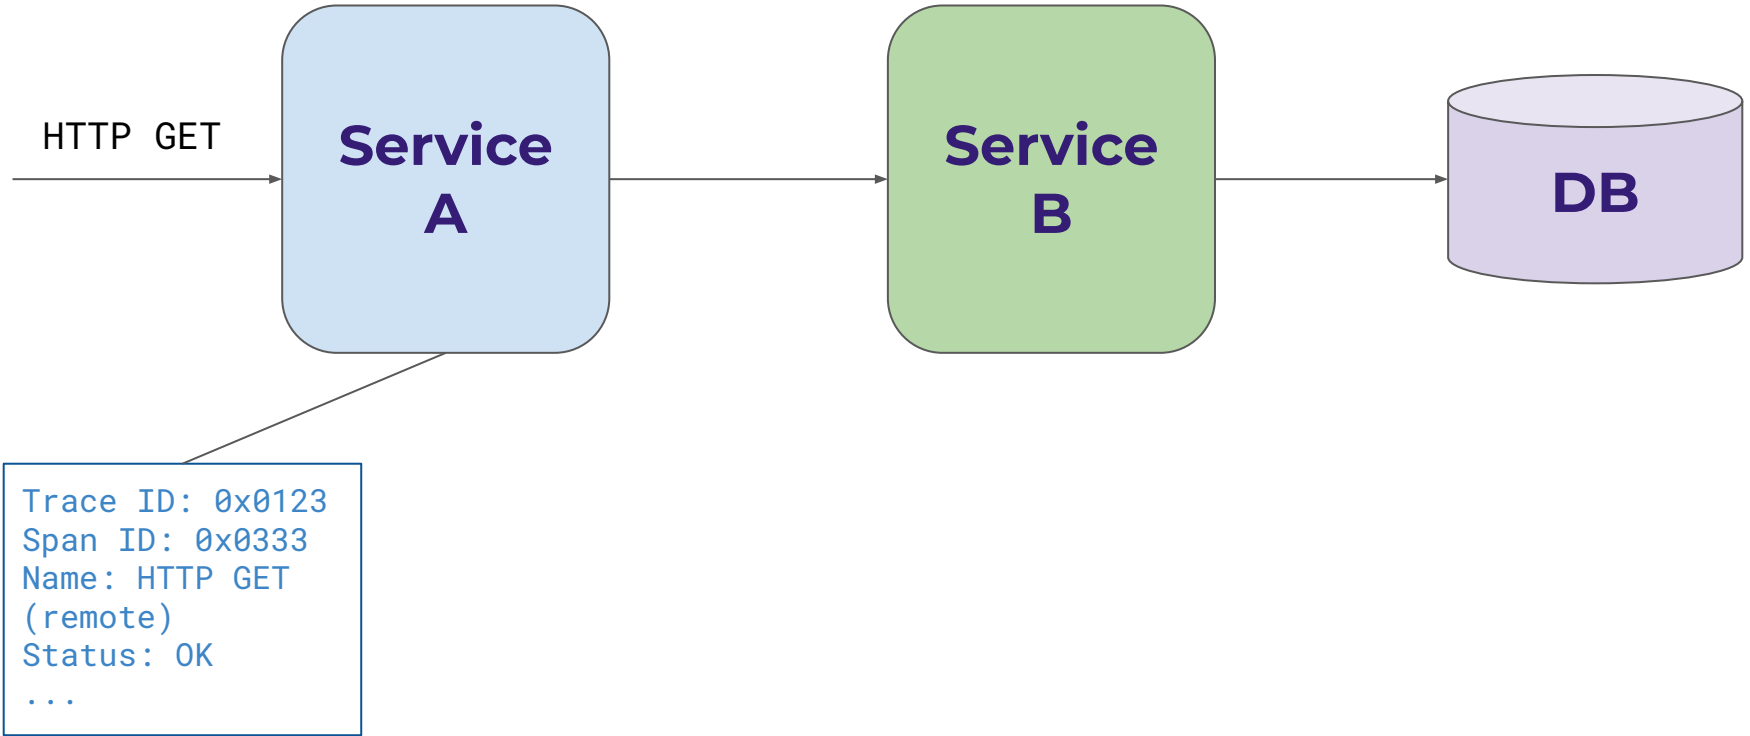 HTTP GET
Service
A
Service
B
DB
Trace ID: 0x0123
Span ID: 0x0333
Name: HTTP GET
(remote)
Status: OK
...